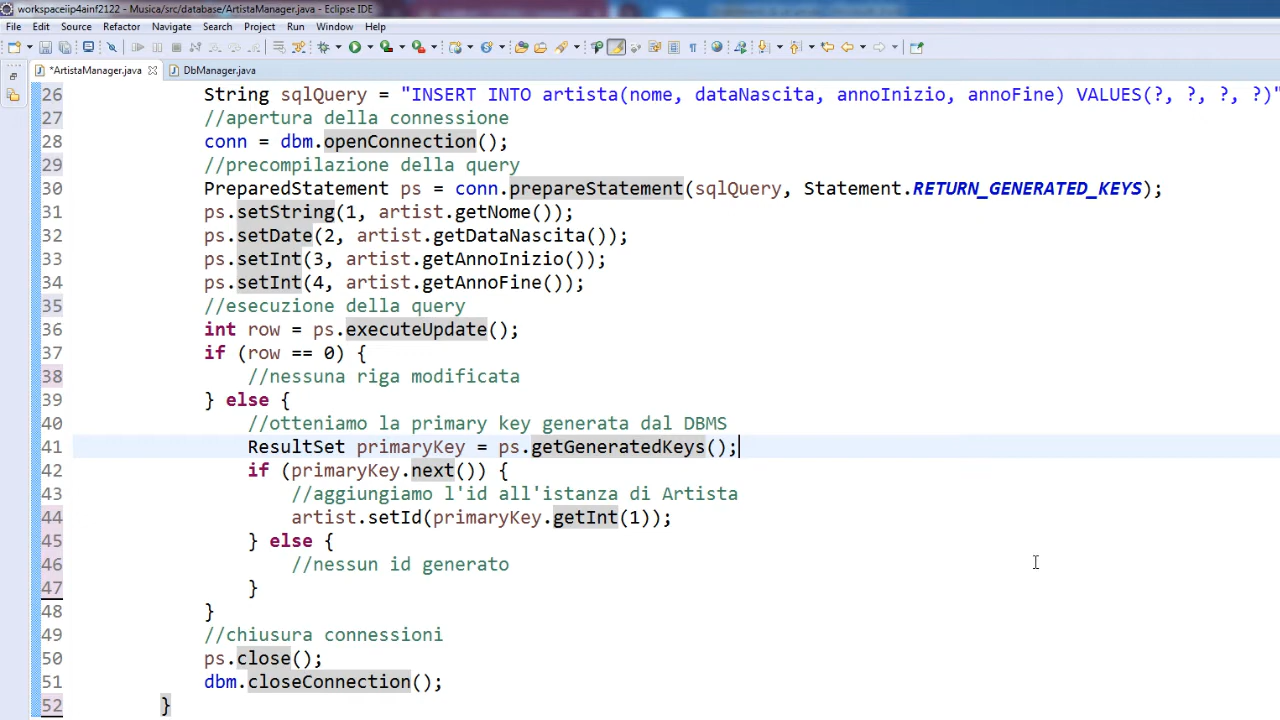 workspaceiip4ainf2122 - Musica/src/database/ArtistaManager.java - Eclipse IDE
File Edit Source Refactor Navigate Search Project Run Window Help
*ArtistaManager.java DbManager.java
26 String sqlQuery = "INSERT INTO artista(nome, dataNascita, annoInizio, annoFine) VALUES(?, ?, ?, ?)"
27 //apertura della connessione
28 conn = dbm.openConnection();
29 //precompilazione della query
30 PreparedStatement ps = conn.prepareStatement(sqlQuery, Statement.RETURN_GENERATED_KEYS);
31 ps.setString(1, artist.getNome());
32 ps.setDate(2, artist.getDataNascita());
33 ps.setInt(3, artist.getAnnoInizio());
34 ps.setInt(4, artist.getAnnoFine());
35 //esecuzione della query
36 int row = ps.executeUpdate();
37 if (row == 0) {
38 //nessuna riga modificata
39 } else {
40 //otteniamo la primary key generata dal DBMS
41 ResultSet primaryKey = ps.getGeneratedKeys();
42 if (primaryKey.next()) {
43 //aggiungiamo l'id all'istanza di Artista
44 artist.setId(primaryKey.getInt(1));
45 } else {
46 //nessun id generato
47 }
48 }
49 //chiusura connessioni
50 ps.close();
51 dbm.closeConnection();
52 }